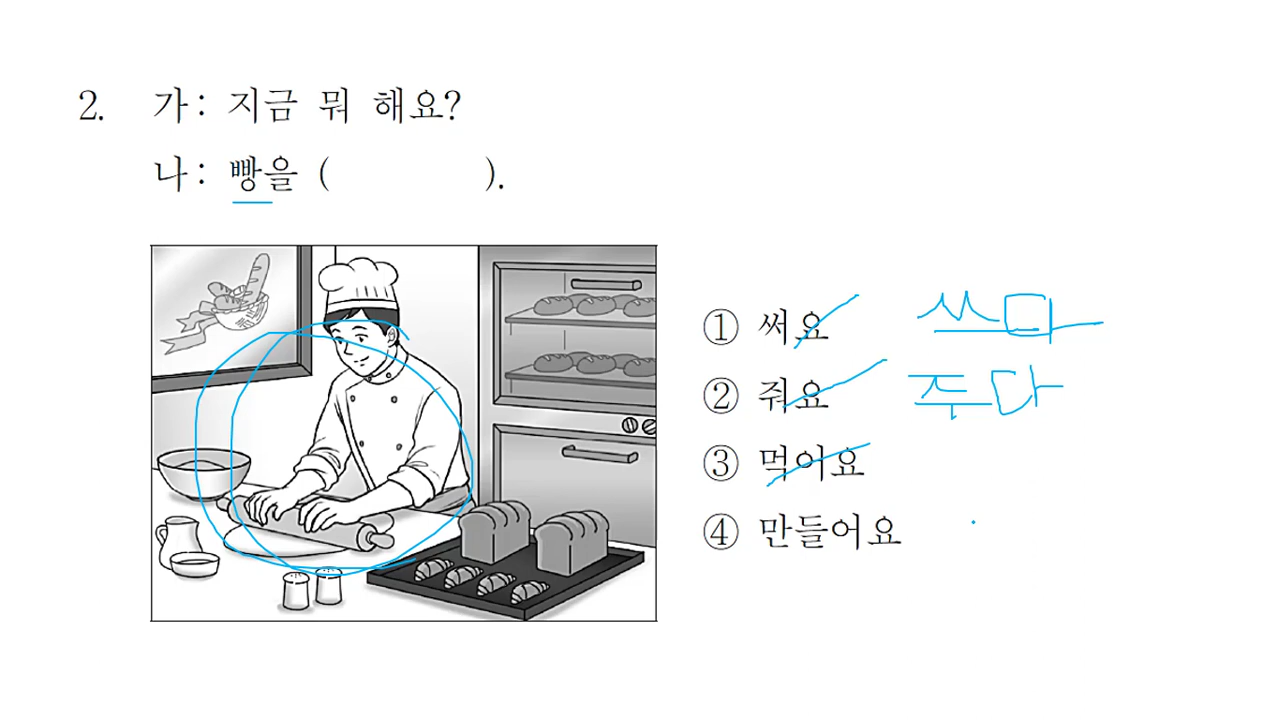 2. 가: 지금 뭐 해요?
나: 빵을 ( ).
① 써요 쓰다
② 줘요 주다
③ 먹어요
④ 만들어요